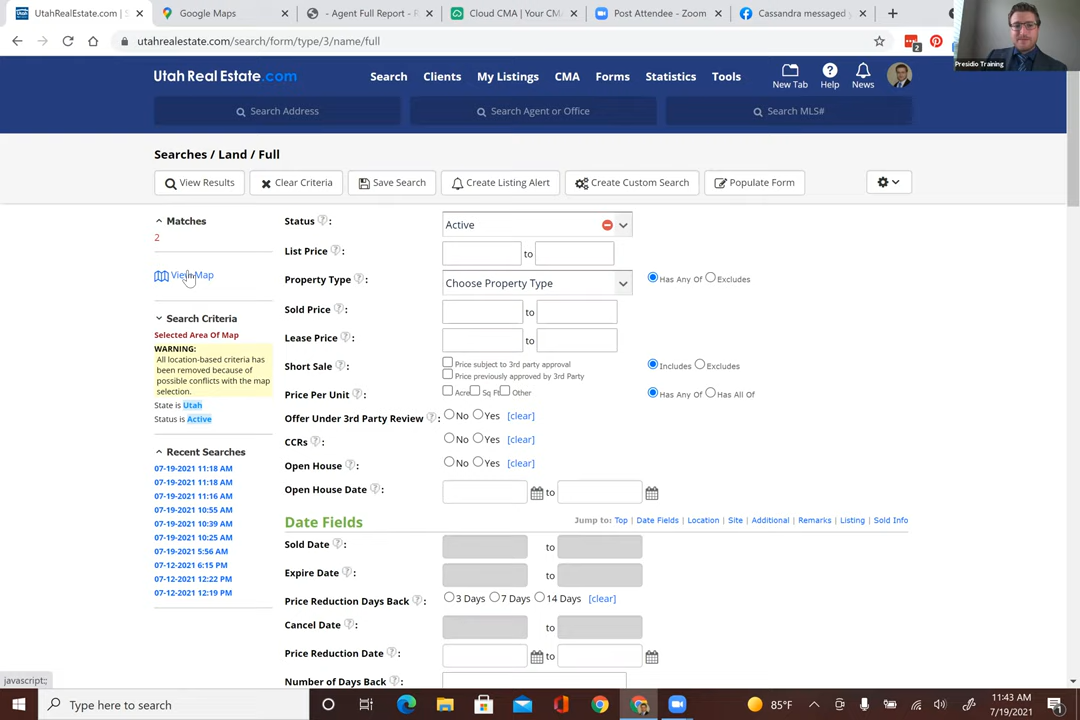 UtahRealEstate.com | S
Google Maps
- Agent Full Report - R
Cloud CMA | Your CM
Post Attendee - Zoom
Cassandra messaged y
utahrealestate.com/search/form/type/3/name/full
2
Presidio Training
Utah Real Estate.com
Search
Clients
My Listings
CMA
Forms
Statistics
Tools
New Tab
Help
News
Search Address
Search Agent or Office
Search MLS#
Searches / Land / Full
View Results
Clear Criteria
Save Search
Create Listing Alert
Create Custom Search
Populate Form
Matches
2
View Map
Search Criteria
Selected Area Of Map
WARNING:
All location-based criteria has
been removed because of
possible conflicts with the map
selection.
State is Utah
Status is Active
Recent Searches
07-19-2021 11:18 AM
07-19-2021 11:18 AM
07-19-2021 11:16 AM
07-19-2021 10:55 AM
07-19-2021 10:39 AM
07-19-2021 10:25 AM
07-19-2021 5:56 AM
07-12-2021 6:15 PM
07-12-2021 12:22 PM
07-12-2021 12:19 PM
Status ? :
Active
List Price ? :
to
Property Type ? :
Choose Property Type
Has Any Of
Excludes
Sold Price ? :
to
Lease Price ? :
to
Short Sale ? :
Price subject to 3rd party approval
Price previously approved by 3rd Party
Includes
Excludes
Price Per Unit ? :
Acre
Sq Ft
Other
Has Any Of
Has All Of
Offer Under 3rd Party Review ? :
No
Yes
[clear]
CCRs ? :
No
Yes
[clear]
Open House ? :
No
Yes
[clear]
Open House Date ? :
to
Date Fields
Jump to: Top | Date Fields | Location | Site | Additional | Remarks | Listing | Sold Info
Sold Date ? :
to
Expire Date ? :
to
Price Reduction Days Back ? :
3 Days
7 Days
14 Days
[clear]
Cancel Date ? :
to
Price Reduction Date ? :
to
Number of Days Back ? :
javascript:;
Type here to search
85°F
11:43 AM
7/19/2021